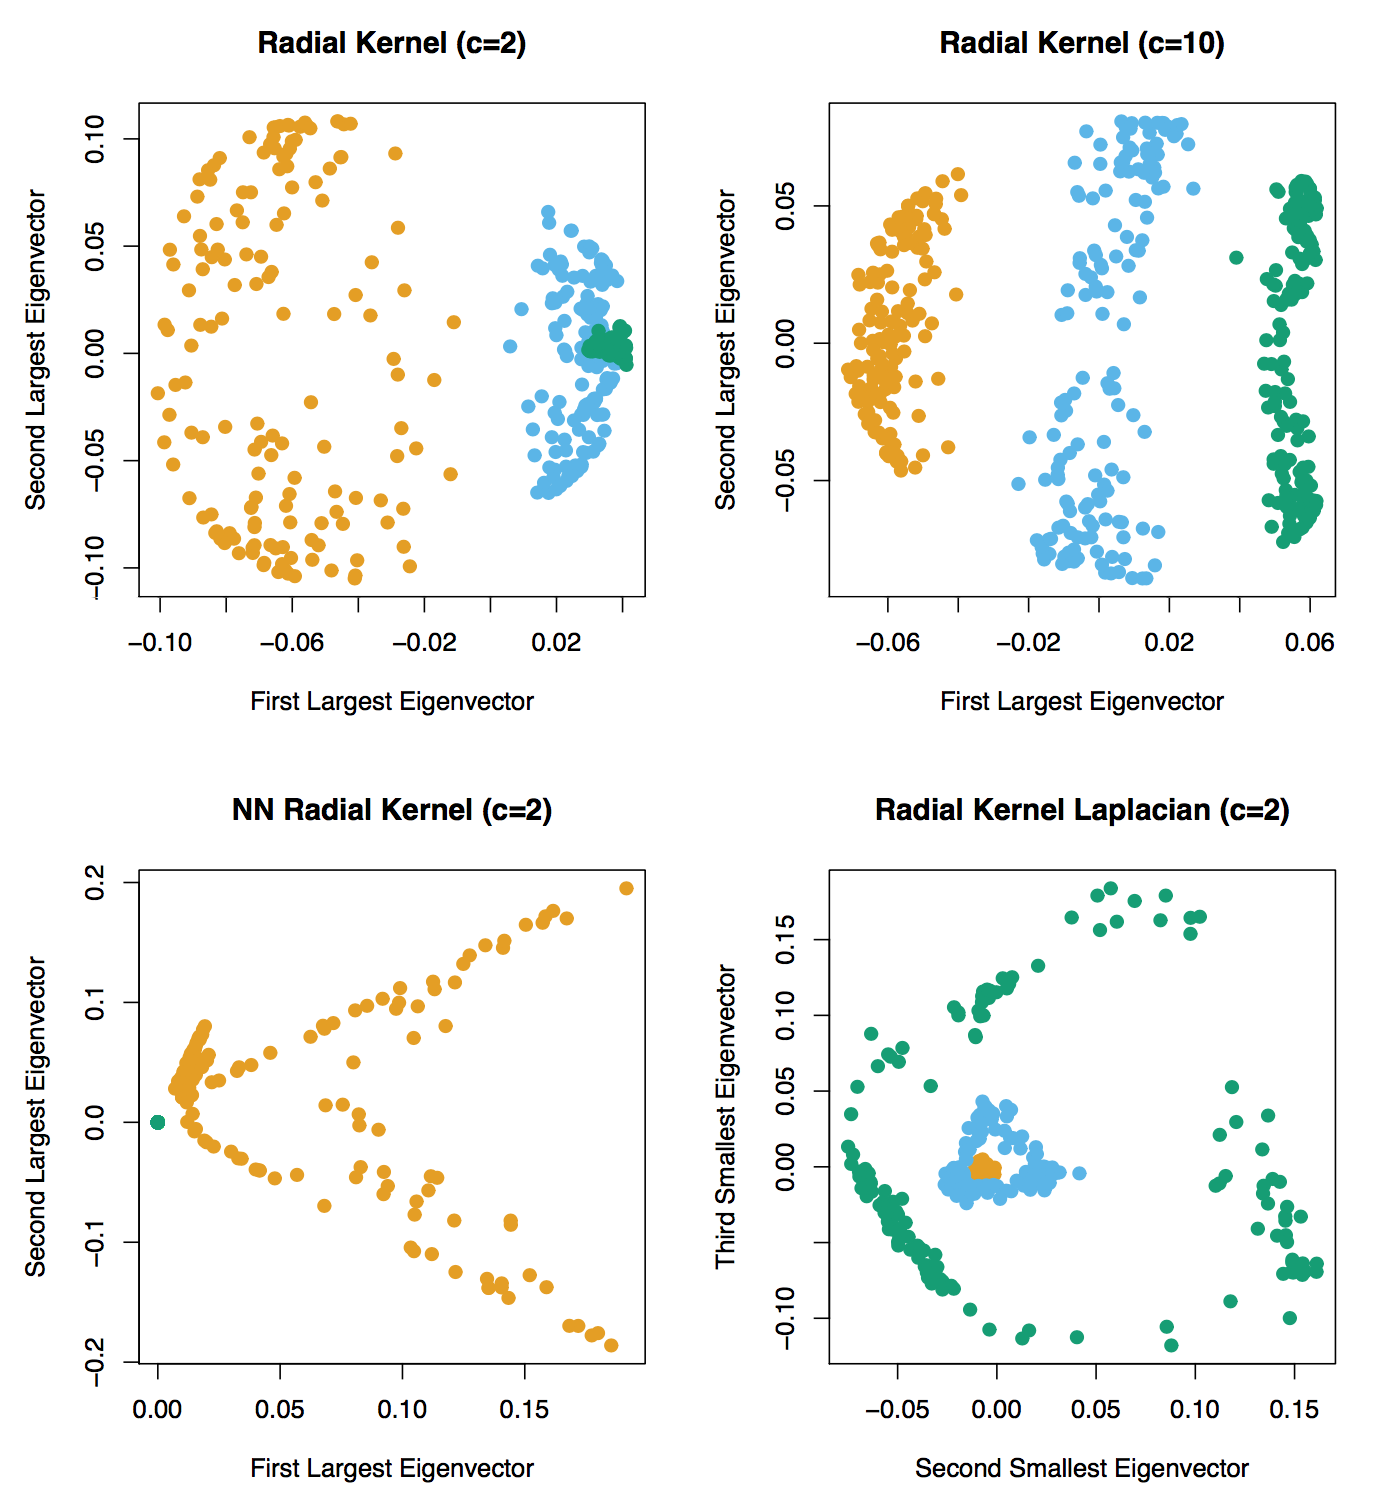 Radial Kernel (c=2)
Second Largest Eigenvector
0.10
0.05
0.00
−0.05
−0.10
−0.10
−0.06
−0.02
0.02
First Largest Eigenvector
Radial Kernel (c=10)
Second Largest Eigenvector
0.05
0.00
−0.05
−0.06
−0.02
0.02
0.06
First Largest Eigenvector
NN Radial Kernel (c=2)
Second Largest Eigenvector
0.2
0.1
0.0
−0.1
−0.2
0.00
0.05
0.10
0.15
First Largest Eigenvector
Radial Kernel Laplacian (c=2)
Third Smallest Eigenvector
0.15
0.10
0.05
0.00
−0.10
−0.05
0.00
0.05
0.10
0.15
Second Smallest Eigenvector